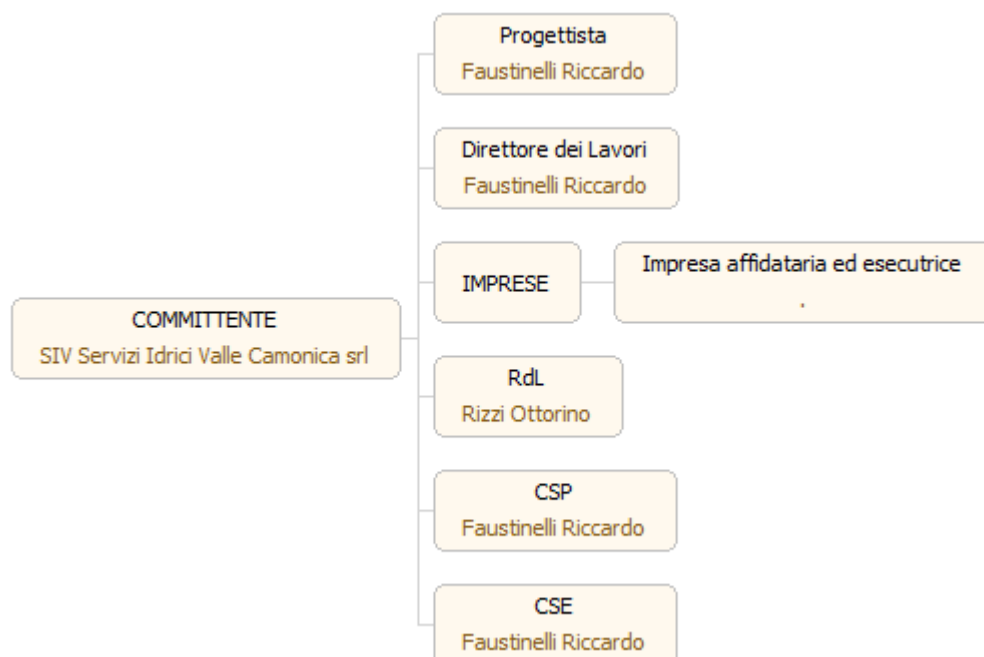 Progettista
Faustinelli Riccardo
Direttore dei Lavori
Faustinelli Riccardo
IMPRESE
Impresa affidataria ed esecutrice
.
COMMITTENTE
SIV Servizi Idrici Valle Camonica srl
RdL
Rizzi Ottorino
CSP
Faustinelli Riccardo
CSE
Faustinelli Riccardo